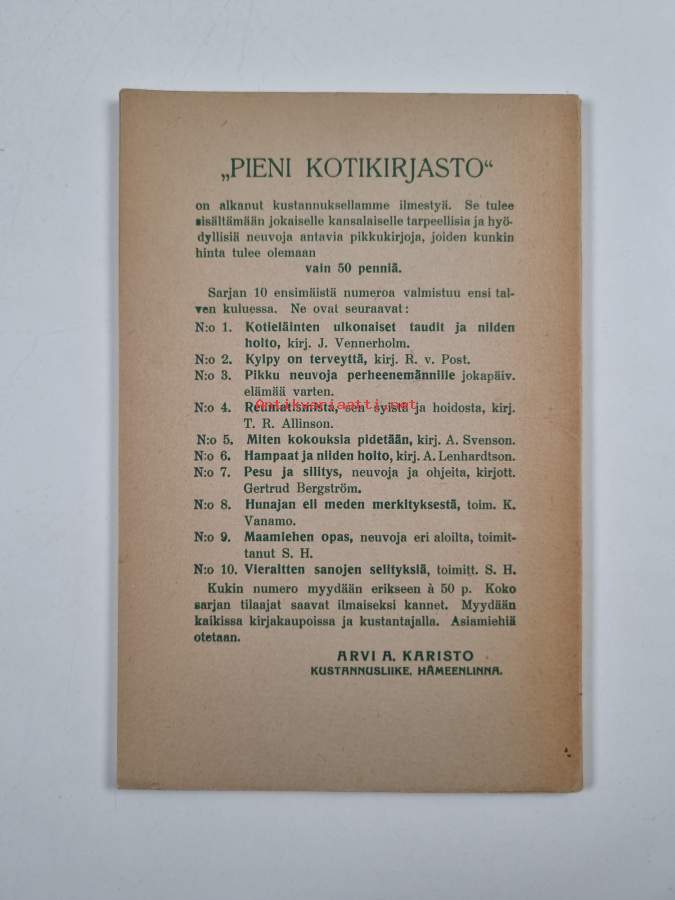 „PIENI KOTIKIRJASTO“
on alkanut kustannuksellamme ilmestyä. Se tulee
sisältämään jokaiselle kansalaiselle tarpeellisia ja hyö-
dyllisiä neuvoja antavia pikkukirjoja, joiden kunkin
hinta tulee olemaan
vain 50 penniä.
Sarjan 10 ensimäistä numeroa valmistuu ensi tal-
ven kuluessa. Ne ovat seuraavat:
N:o 1. Kotieläinten ulkonaiset taudit ja niiden
hoito, kirj. J. Vennerholm.
N:o 2. Kylpy on terveyttä, kirj. R. v. Post.
N:o 3. Pikku neuvoja perheenemännille jokapäiv.
elämää varten.
Antikvariaatti.net
N:o 4. Reumatismista, sen syistä ja hoidosta, kirj.
T. R. Allinson.
N:o 5. Miten kokouksia pidetään, kirj. A. Svenson.
N:o 6. Hampaat ja niiden hoito, kirj. A. Lenhardtson.
N:o 7. Pesu ja silitys, neuvoja ja ohjeita, kirjott.
Gertrud Bergström.
N:o 8. Hunajan eli meden merkityksestä, toim. K.
Vanamo.
N:o 9. Maamiehen opas, neuvoja eri aloilta, toimit-
tanut S. H.
N:o 10. Vieraitten sanojen selityksiä, toimitt. S. H.
Kukin numero myydään erikseen à 50 p. Koko
sarjan tilaajat saavat ilmaiseksi kannet. Myydään
kaikissa kirjakaupoissa ja kustantajalla. Asiamiehiä
otetaan.
ARVI A. KARISTO
KUSTANNUSLIIKE, HÄMEENLINNA.